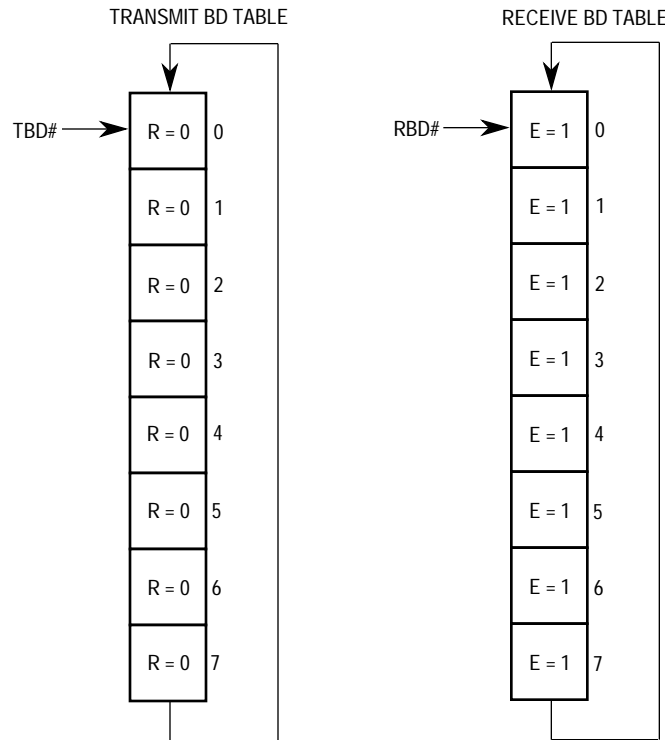 TRANSMIT BD TABLE
RECEIVE BD TABLE
TBD#
R = 0 0
R = 0 1
R = 0 2
R = 0 3
R = 0 4
R = 0 5
R = 0 6
R = 0 7
RBD#
E = 1 0
E = 1 1
E = 1 2
E = 1 3
E = 1 4
E = 1 5
E = 1 6
E = 1 7